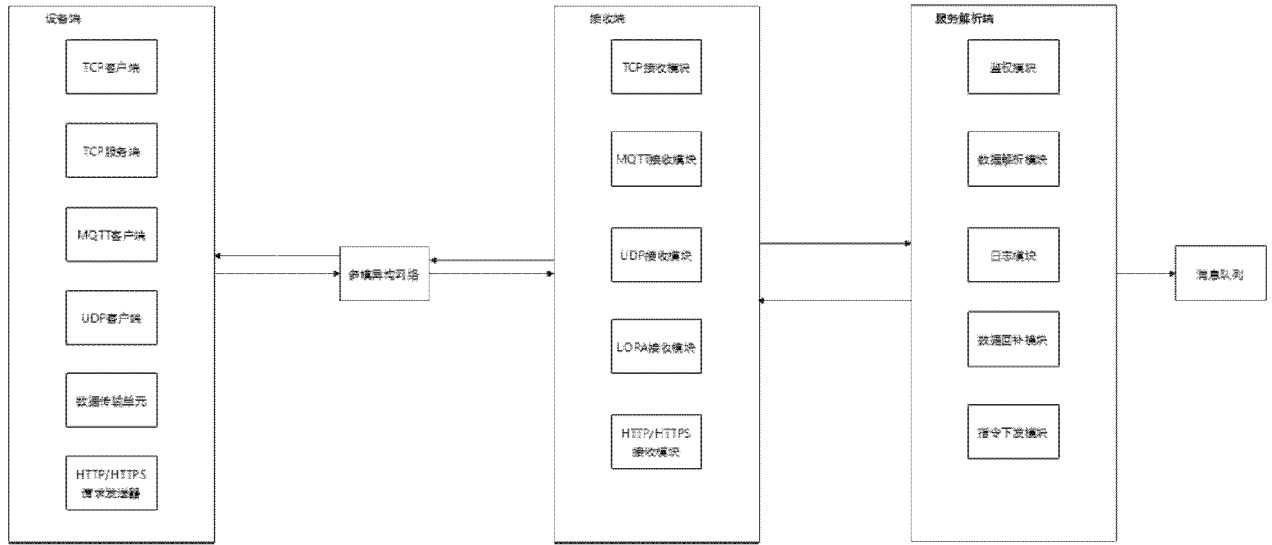 设备端
TCP客户端
TCP服务端
MQTT客户端
UDP客户端
数据传输单元
HTTP/HTTPS
请求发送器
多模异构网络
接收端
TCP接收模块
MQTT接收模块
UDP接收模块
LORA接收模块
HTTP/HTTPS
接收模块
服务解析端
鉴权模块
数据解析模块
日志模块
数据回补模块
指令下发模块
消息队列